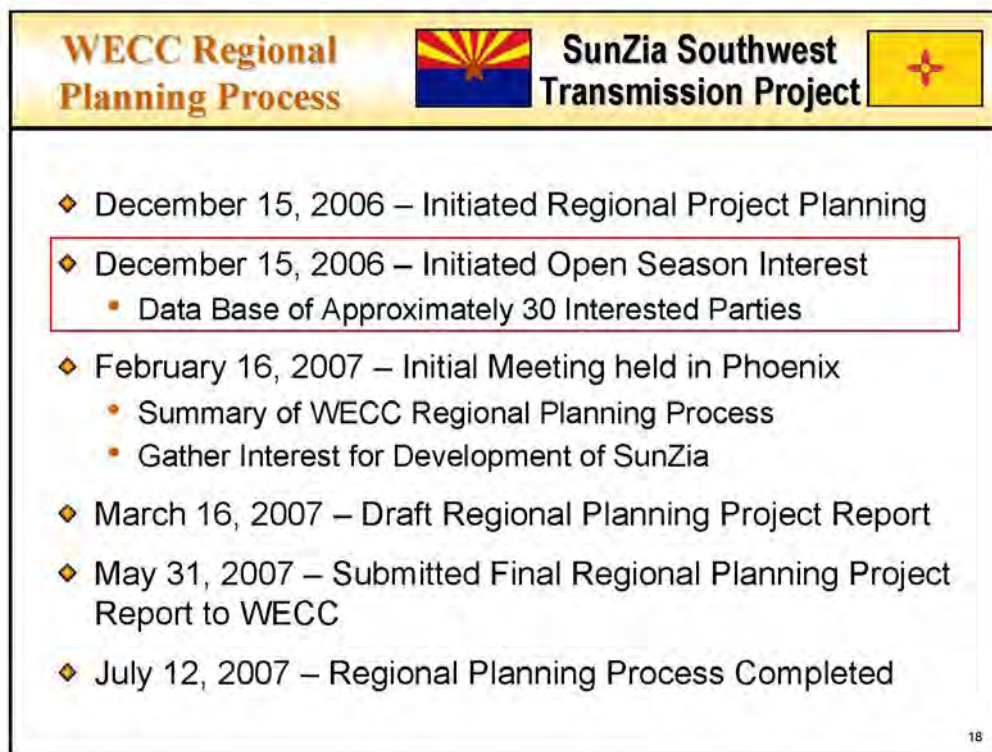 WECC Regional
Planning Process
SunZia Southwest
Transmission Project
December 15, 2006 – Initiated Regional Project Planning
December 15, 2006 – Initiated Open Season Interest
Data Base of Approximately 30 Interested Parties
February 16, 2007 – Initial Meeting held in Phoenix
Summary of WECC Regional Planning Process
Gather Interest for Development of SunZia
March 16, 2007 – Draft Regional Planning Project Report
May 31, 2007 – Submitted Final Regional Planning Project
Report to WECC
July 12, 2007 – Regional Planning Process Completed
18